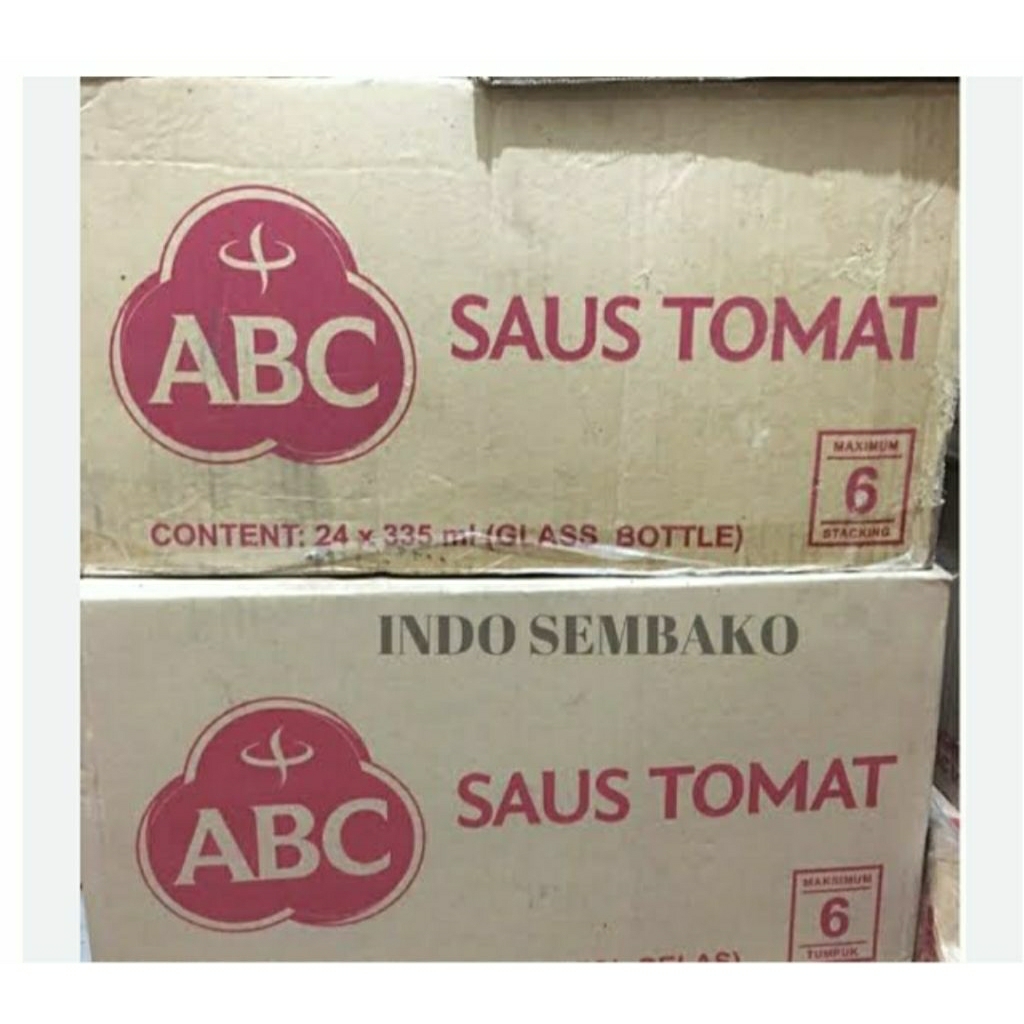 ABC
SAUS TOMAT
MAXIMUM
6
STACKING
CONTENT: 24 x 335 ml (GLASS BOTTLE)
INDO SEMBAKO
ABC
SAUS TOMAT
MAKSIMUM
6
TUMPUK